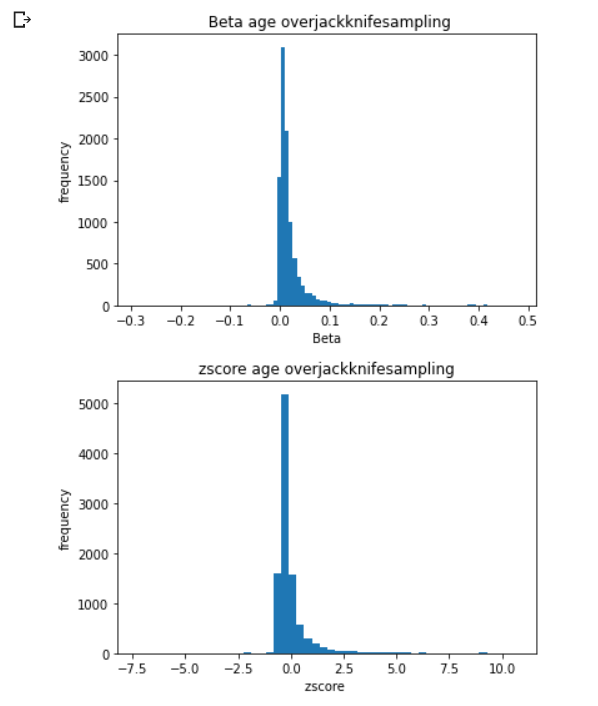 Beta age overjackknifesampling
3000
2500
2000
1500
1000
500
0
frequency
−0.3 −0.2 −0.1 0.0 0.1 0.2 0.3 0.4 0.5
Beta
zscore age overjackknifesampling
5000
4000
3000
2000
1000
0
frequency
−7.5 −5.0 −2.5 0.0 2.5 5.0 7.5 10.0
zscore